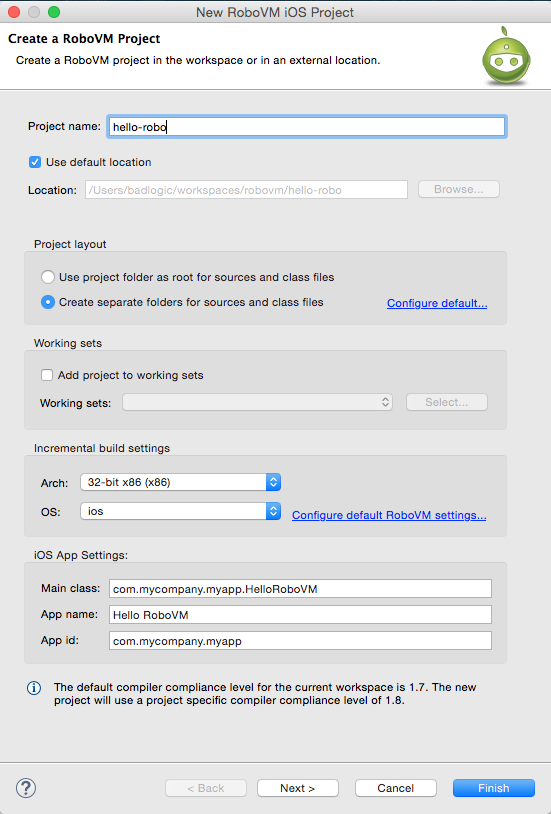 New RoboVM iOS Project
Create a RoboVM Project
Create a RoboVM project in the workspace or in an external location.
Project name: hello-robo
Use default location
Location: /Users/badlogic/workspaces/robovm/hello-robo Browse...
Project layout
Use project folder as root for sources and class files
Create separate folders for sources and class files Configure default...
Working sets
Add project to working sets
Working sets: Select...
Incremental build settings
Arch: 32-bit x86 (x86)
OS: ios Configure default RoboVM settings...
iOS App Settings:
Main class: com.mycompany.myapp.HelloRoboVM
App name: Hello RoboVM
App id: com.mycompany.myapp
The default compiler compliance level for the current workspace is 1.7. The new
project will use a project specific compiler compliance level of 1.8.
? < Back Next > Cancel Finish